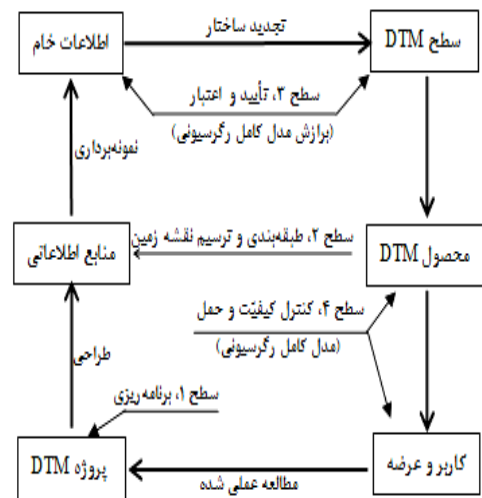 تجدید ساختار
سطح DTM
اطلاعات خام
سطح ۳، تأیید و اعتبار
(برازش مدل کامل رگرسیونی)
نمونه‌برداری
سطح ۲، طبقه‌بندی و ترسیم نقشه زمین
منابع اطلاعاتی
محصول DTM
سطح ۴، کنترل کیفیّت و حمل
(مدل کامل رگرسیونی)
طراحی
سطح ۱، برنامه‌ریزی
کاربر و عرضه
پروژه DTM
مطالعه عملی شده